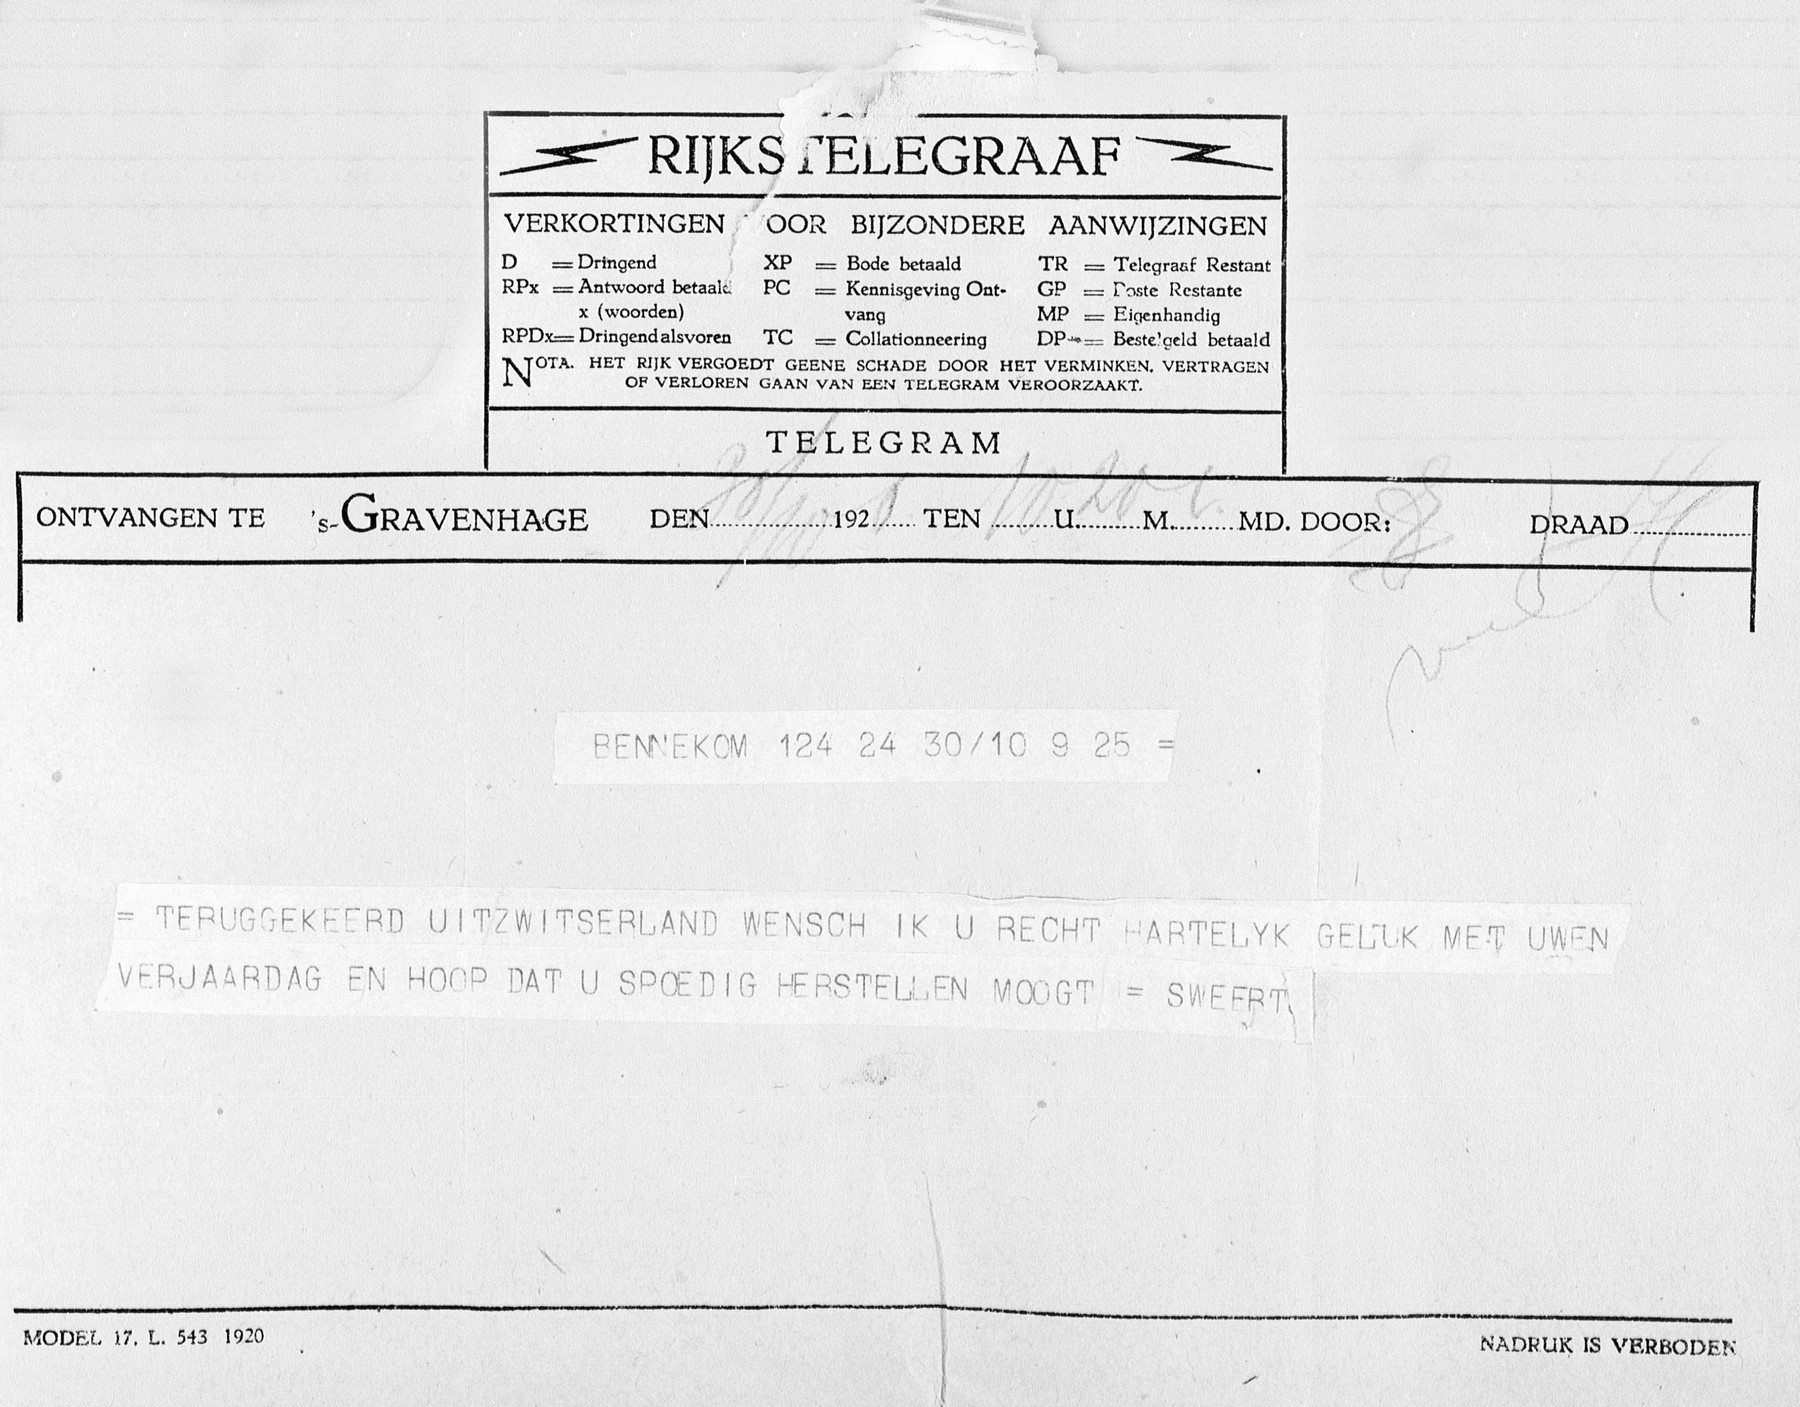 RIJKSTELEGRAAF
VERKORTINGEN VOOR BIJZONDERE AANWIJZINGEN
D = Dringend XP = Bode betaald TR = Telegraaf Restant
RPx = Antwoord betaald PC = Kennisgeving Ont- GP = Poste Restante
x (woorden) vang MP = Eigenhandig
RPDx = Dringend alsvoren TC = Collationneering DP = Bestelgeld betaald
NOTA. HET RIJK VERGOEDT GEENE SCHADE DOOR HET VERMINKEN, VERTRAGEN
OF VERLOREN GAAN VAN EEN TELEGRAM VEROORZAAKT.
TELEGRAM
ONTVANGEN TE 's-GRAVENHAGE DEN 192 TEN U. M. MD. DOOR: DRAAD
BENNEKOM 124 24 30/10 9 25 =
= TERUGGEKEERD UITZWITSERLAND WENSCH IK U RECHT HARTELYK GELUK MET UWEN
VERJAARDAG EN HOOP DAT U SPOEDIG HERSTELLEN MOOGT = SWEERT
MODEL 17, L. 543 1920
NADRUK IS VERBODEN